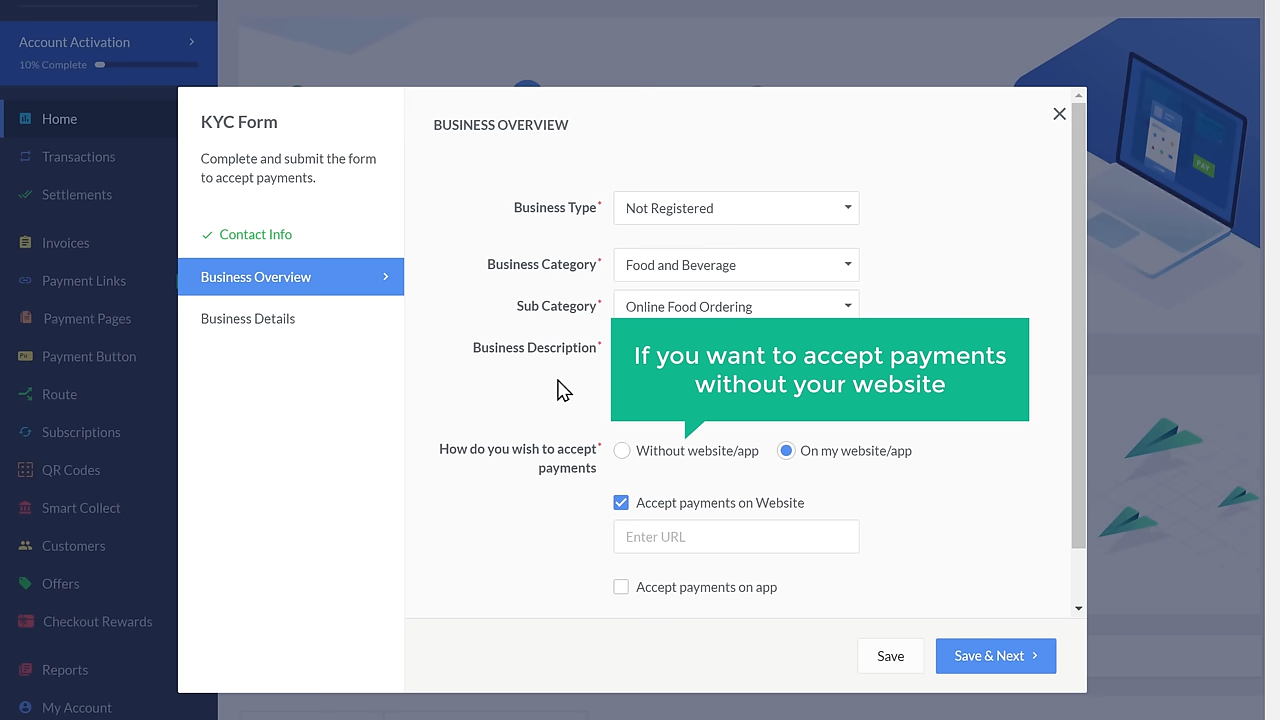 Account Activation
10% Complete
Home
Transactions
Settlements
Invoices
Payment Links
Payment Pages
Payment Button
Route
Subscriptions
QR Codes
Smart Collect
Customers
Offers
Checkout Rewards
Reports
My Account
KYC Form
Complete and submit the form
to accept payments.
Contact Info
Business Overview
Business Details
BUSINESS OVERVIEW
Business Type*
Not Registered
Business Category*
Food and Beverage
Sub Category*
Online Food Ordering
Business Description*
If you want to accept payments
without your website
How do you wish to accept*
payments
Without website/app
On my website/app
Accept payments on Website
Enter URL
Accept payments on app
Save
Save & Next
PAY